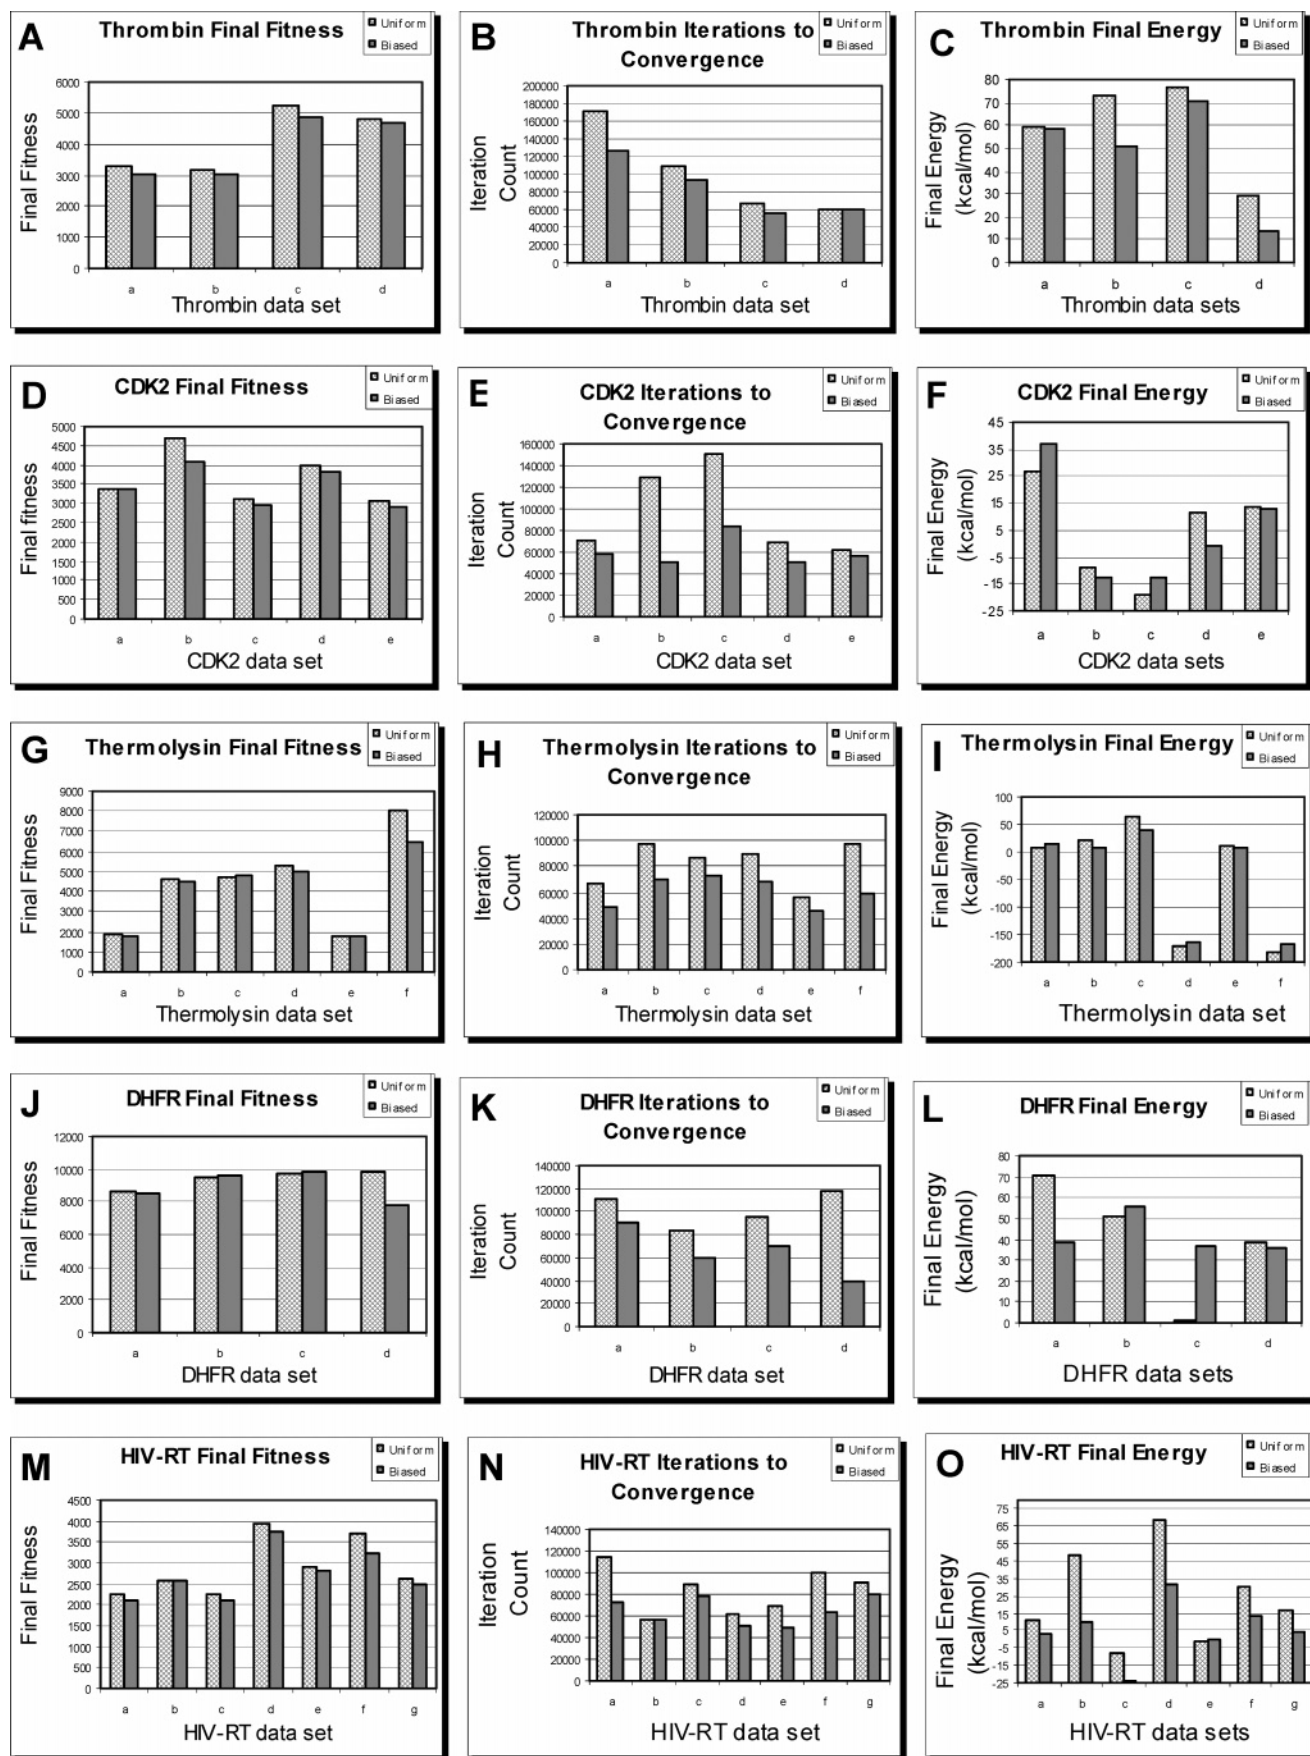 A
Thrombin Final Fitness
Uniform
Biased
Final Fitness
6000
5000
4000
3000
2000
1000
0
a b c d
Thrombin data set
B
Thrombin Iterations to
Convergence
Uniform
Biased
Iteration
Count
200000
180000
160000
140000
120000
100000
80000
60000
40000
20000
0
a b c d
Thrombin data set
C
Thrombin Final Energy
Uniform
Biased
Final Energy
(kcal/mol)
80
70
60
50
40
30
20
10
0
a b c d
Thrombin data sets
D
CDK2 Final Fitness
Uniform
Biased
Final fitness
5000
4500
4000
3500
3000
2500
2000
1500
1000
500
0
a b c d e
CDK2 data set
E
CDK2 Iterations to
Convergence
Uniform
Biased
Iteration
Count
160000
140000
120000
100000
80000
60000
40000
20000
0
a b c d e
CDK2 data set
F
CDK2 Final Energy
Uniform
Biased
Final Energy
(kcal/mol)
45
35
25
15
5
-5
-15
-25
a b c d e
CDK2 data sets
G
Thermolysin Final Fitness
Uniform
Biased
Final Fitness
9000
8000
7000
6000
5000
4000
3000
2000
1000
0
a b c d e f
Thermolysin data set
H
Thermolysin Iterations to
Convergence
Uniform
Biased
Iteration
Count
120000
100000
80000
60000
40000
20000
0
a b c d e f
Thermolysin data set
I
Thermolysin Final Energy
Uniform
Biased
Final Energy
(kcal/mol)
100
50
0
-50
-100
-150
-200
a b c d e f
Thermolysin data set
J
DHFR Final Fitness
Uniform
Biased
Final Fitness
12000
10000
8000
6000
4000
2000
0
a b c d
DHFR data set
K
DHFR Iterations to
Convergence
Uniform
Biased
Iteration
Count
140000
120000
100000
80000
60000
40000
20000
0
a b c d
DHFR data set
L
DHFR Final Energy
Uniform
Biased
Final Energy
(kcal/mol)
80
70
60
50
40
30
20
10
0
a b c d
DHFR data sets
M
HIV-RT Final Fitness
Uniform
Biased
Final Fitness
4500
4000
3500
3000
2500
2000
1500
1000
500
0
a b c d e f g
HIV-RT data set
N
HIV-RT Iterations to
Convergence
Uniform
Biased
Iteration
Count
140000
120000
100000
80000
60000
40000
20000
0
a b c d e f g
HIV-RT data set
O
HIV-RT Final Energy
Uniform
Biased
Final Energy
(kcal/mol)
75
65
55
45
35
25
15
5
-5
-15
-25
a b c d e f g
HIV-RT data sets